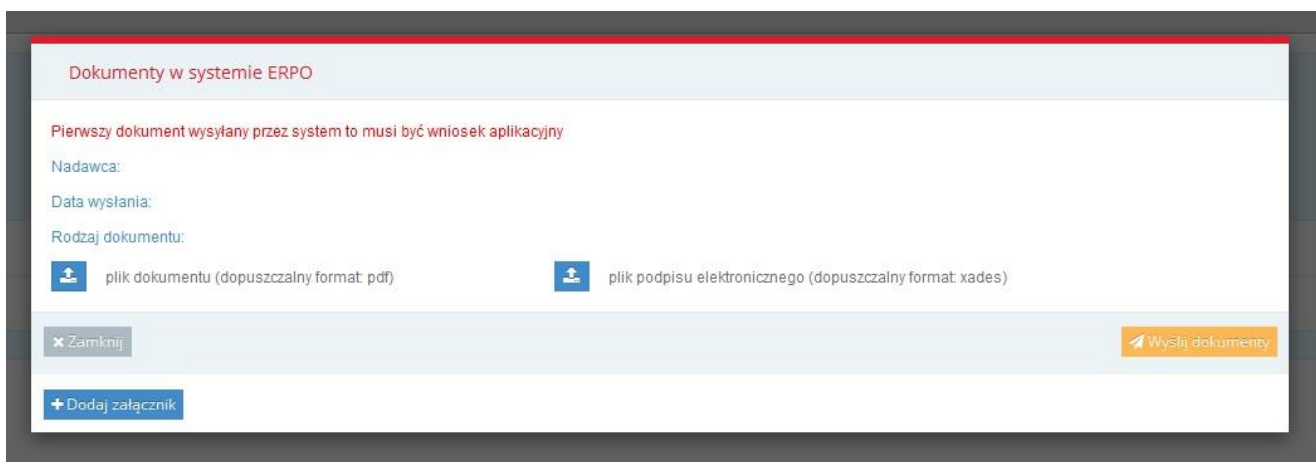 Dokumenty w systemie ERPO
Pierwszy dokument wysyłany przez system to musi być wniosek aplikacyjny
Nadawca:
Data wysłania:
Rodzaj dokumentu:
plik dokumentu (dopuszczalny format: pdf) plik podpisu elektronicznego (dopuszczalny format: xades)
Zamknij Wyślij dokumenty
Dodaj załącznik